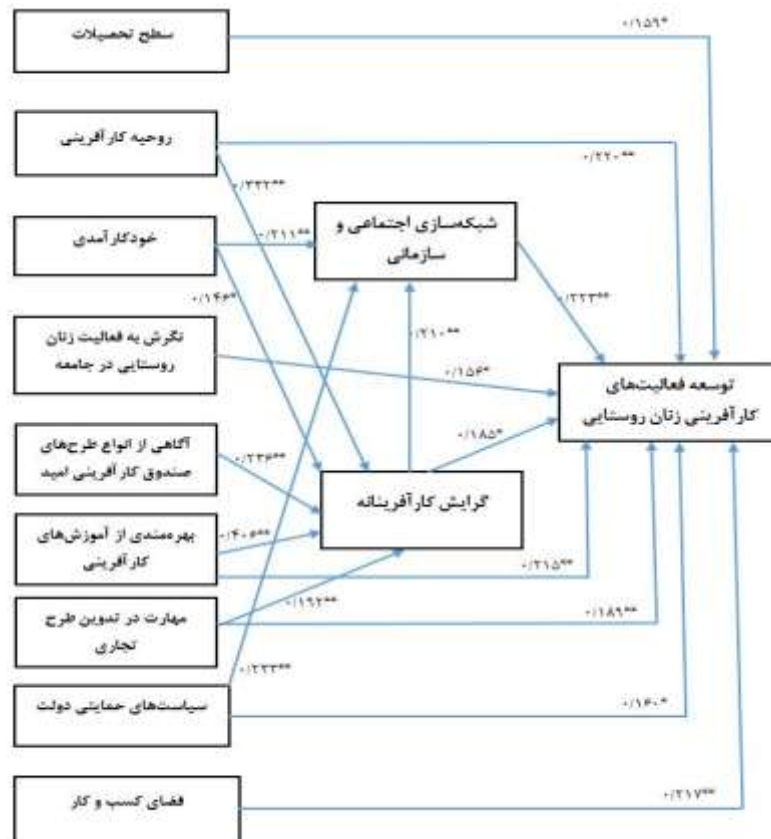 سطح تحصیلات
۰/۱۵۹*
روحیه کارآفرینی
۰/۲۲۰**
۰/۳۳۲**
شبکه‌سازی اجتماعی و
سازمانی
خودکارآمدی
۰/۲۱۱**
۰/۱۴۶*
۰/۲۲۳**
۰/۲۱۰**
نگرش به فعالیت زنان
روستایی در جامعه
۰/۱۵۶*
توسعه فعالیت‌های
کارآفرینی زنان روستایی
آگاهی از انواع طرح‌های
صندوق کارآفرینی امید
۰/۲۳۶**
۰/۱۸۵*
گرایش کارآفرینانه
بهره‌مندی از آموزش‌های
کارآفرینی
۰/۴۰۶**
۰/۲۱۵**
مهارت در تدوین طرح
تجاری
۰/۱۹۲**
۰/۱۸۹**
۰/۲۳۳**
سیاست‌های حمایتی دولت
۰/۱۶۰*
فضای کسب و کار
۰/۲۱۷**